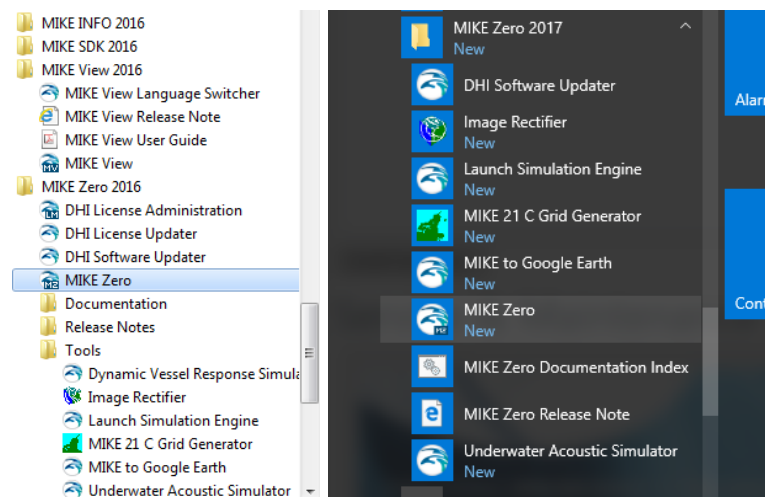 MIKE INFO 2016
MIKE SDK 2016
MIKE View 2016
MIKE View Language Switcher
MIKE View Release Note
MIKE View User Guide
MIKE View
MIKE Zero 2016
DHI License Administration
DHI License Updater
DHI Software Updater
MIKE Zero
Documentation
Release Notes
Tools
Dynamic Vessel Response Simula
Image Rectifier
Launch Simulation Engine
MIKE 21 C Grid Generator
MIKE to Google Earth
Underwater Acoustic Simulator
MIKE Zero 2017
New
DHI Software Updater
Image Rectifier
New
Launch Simulation Engine
New
MIKE 21 C Grid Generator
New
MIKE to Google Earth
New
MIKE Zero
New
MIKE Zero Documentation Index
MIKE Zero Release Note
Underwater Acoustic Simulator
New
Alar
Cont